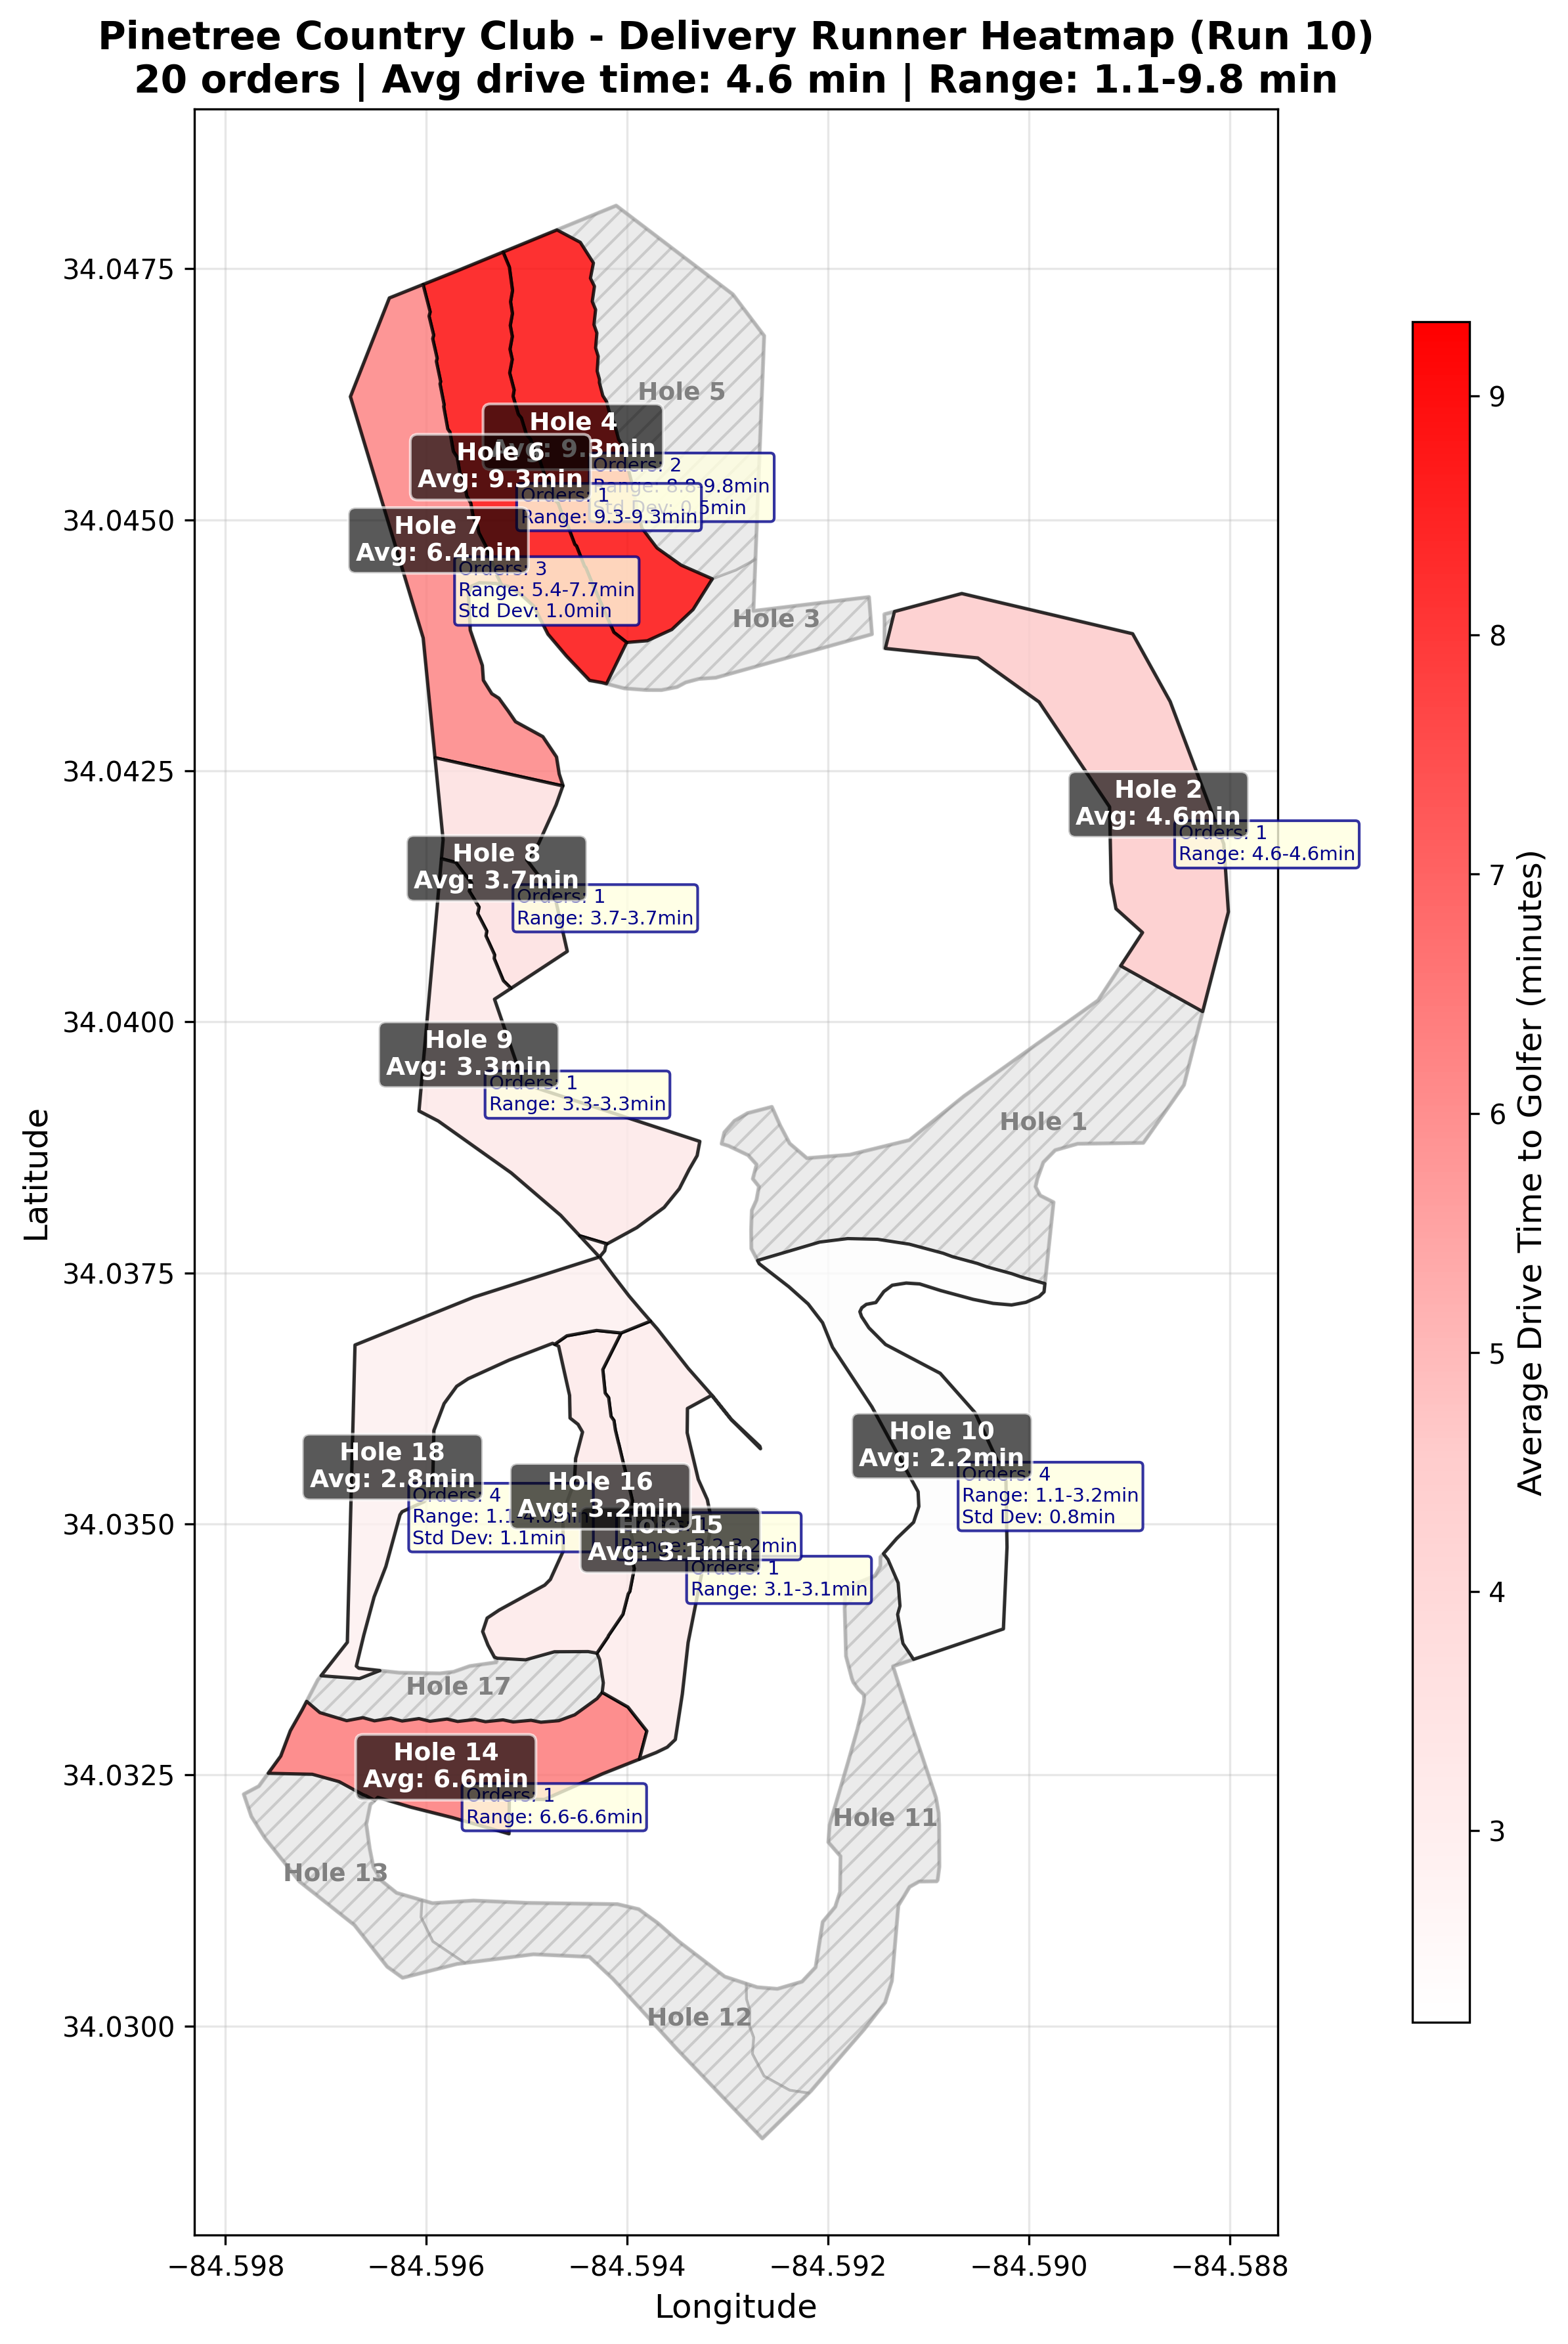 Pinetree Country Club - Delivery Runner Heatmap (Run 10)
20 orders | Avg drive time: 4.6 min | Range: 1.1-9.8 min
Latitude
34.0475
34.0450
34.0425
34.0400
34.0375
34.0350
34.0325
34.0300
Hole 5
Hole 4
Avg: 9.3min
Orders: 2
Range: 8.8-9.8min
Std Dev: 0.5min
Hole 6
Avg: 9.3min
Orders: 1
Range: 9.3-9.3min
Hole 7
Avg: 6.4min
Orders: 3
Range: 5.4-7.7min
Std Dev: 1.0min
Hole 3
Hole 2
Avg: 4.6min
Orders: 1
Range: 4.6-4.6min
Hole 8
Avg: 3.7min
Orders: 1
Range: 3.7-3.7min
Hole 9
Avg: 3.3min
Orders: 1
Range: 3.3-3.3min
Hole 1
Hole 10
Avg: 2.2min
Orders: 4
Range: 1.1-3.2min
Std Dev: 0.8min
Hole 18
Avg: 2.8min
Orders: 4
Range: 1.1-4.0min
Std Dev: 1.1min
Hole 16
Avg: 3.2min
Range: 3.2-3.2min
Hole 15
Avg: 3.1min
Orders: 1
Range: 3.1-3.1min
Hole 17
Hole 14
Avg: 6.6min
Orders: 1
Range: 6.6-6.6min
Hole 11
Hole 13
Hole 12
−84.598
−84.596
−84.594
−84.592
−84.590
−84.588
Longitude
9
8
7
6
5
4
3
Average Drive Time to Golfer (minutes)